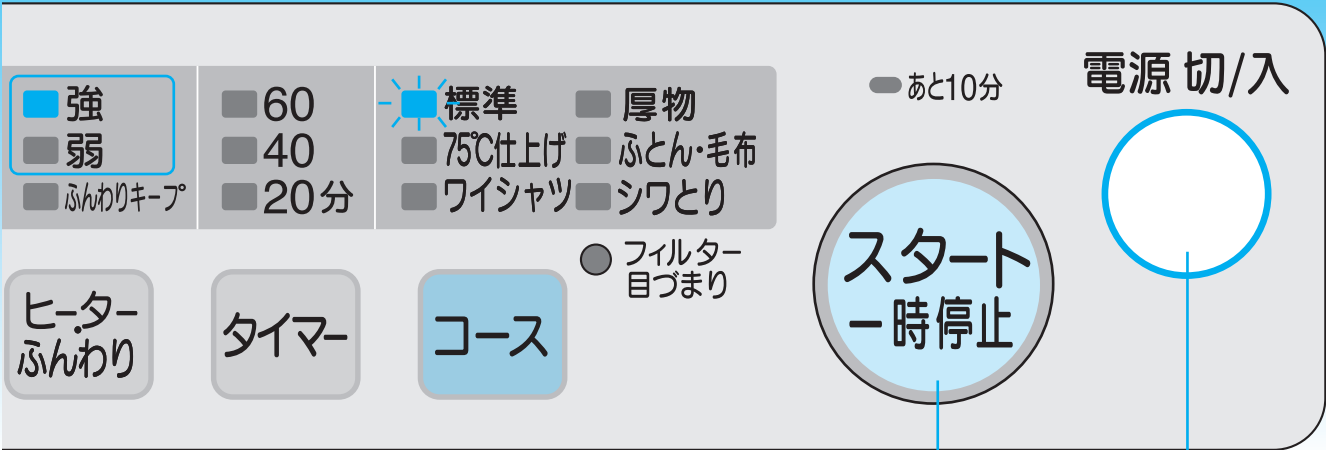 強
弱
ふんわりキープ
60
40
20分
標準
75℃仕上げ
ワイシャツ
厚物
ふとん・毛布
シワとり
あと10分
電源 切/入
ヒーター
・
ふんわり
タイマー
コース
フィルター
目づまり
スタート
一時停止